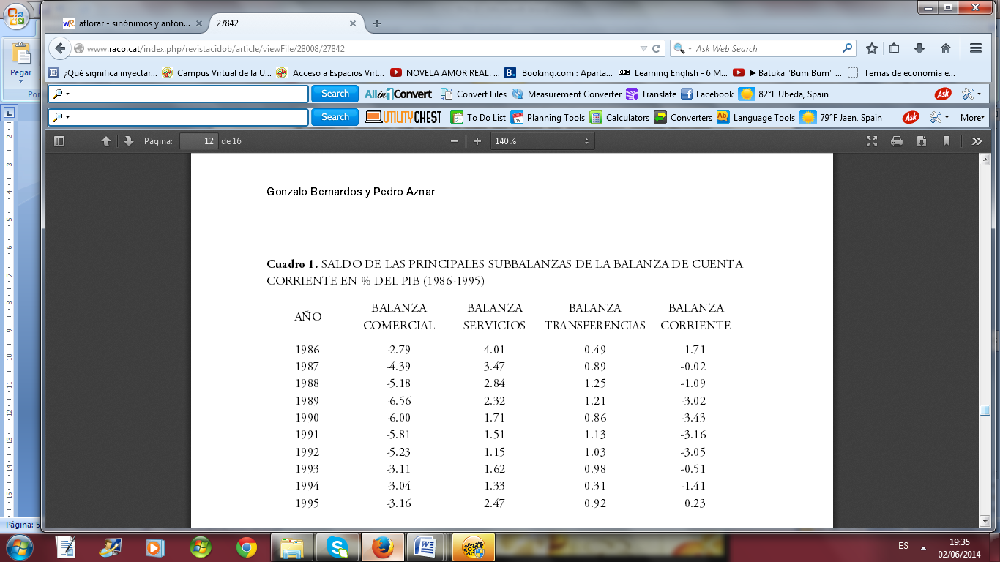 aflorar - sinónimos y antón...
27842
www.raco.cat/index.php/revistacidob/article/viewFile/28008/27842
Ask Web Search
Pegar
¿Qué significa inyectar...
Campus Virtual de la U...
Acceso a Espacios Virt...
NOVELA AMOR REAL. ...
Booking.com : Aparta...
Learning English - 6 M...
▶ Batuka "Bum Bum" ...
Temas de economía e...
Search
All in 1 Convert
Convert Files
Measurement Converter
Translate
Facebook
82°F Ubeda, Spain
Ask
Search
UTILITYCHEST
To Do List
Planning Tools
Calculators
Converters
Language Tools
79°F Jaen, Spain
Ask
More
Página: 12 de 16
140%
Gonzalo Bernardos y Pedro Aznar
Cuadro 1. SALDO DE LAS PRINCIPALES SUBBALANZAS DE LA BALANZA DE CUENTA
CORRIENTE EN % DEL PIB (1986-1995)
AÑO BALANZA COMERCIAL BALANZA SERVICIOS BALANZA TRANSFERENCIAS BALANZA CORRIENTE
1986 -2.79 4.01 0.49 1.71
1987 -4.39 3.47 0.89 -0.02
1988 -5.18 2.84 1.25 -1.09
1989 -6.56 2.32 1.21 -3.02
1990 -6.00 1.71 0.86 -3.43
1991 -5.81 1.51 1.13 -3.16
1992 -5.23 1.15 1.03 -3.05
1993 -3.11 1.62 0.98 -0.51
1994 -3.04 1.33 0.31 -1.41
1995 -3.16 2.47 0.92 0.23
Página: 5
ES
19:35
02/06/2014